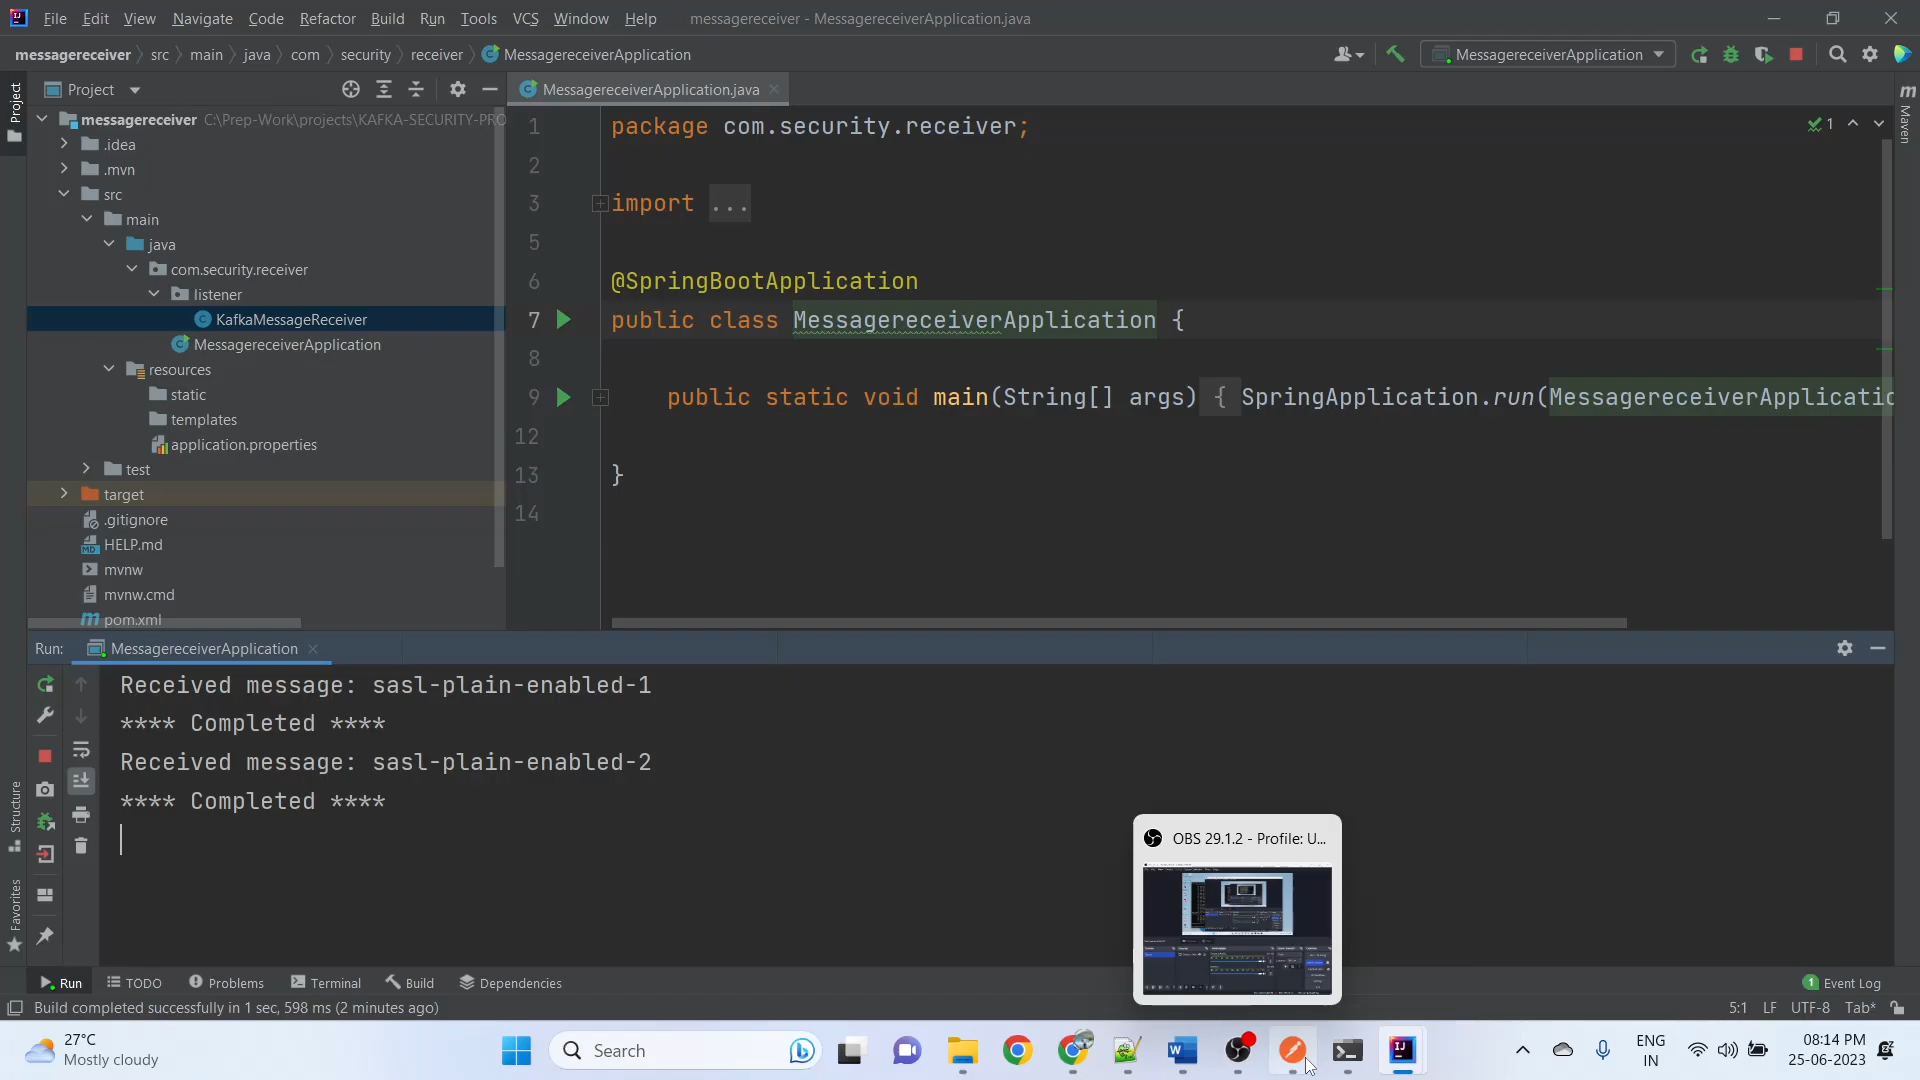 File Edit View Navigate Code Refactor Build Run Tools VCS Window Help messagereceiver - MessagereceiverApplication.java
messagereceiver src main java com security receiver MessagereceiverApplication MessagereceiverApplication
Project
MessagereceiverApplication.java
messagereceiver C:\Prep-Work\projects\KAFKA-SECURITY-PRO
.idea
.mvn
src
main
java
com.security.receiver
listener
KafkaMessageReceiver
MessagereceiverApplication
resources
static
templates
application.properties
test
target
.gitignore
HELP.md
mvnw
mvnw.cmd
pom.xml
1 package com.security.receiver;
2
3 import ...
5
6 @SpringBootApplication
7 public class MessagereceiverApplication {
8
9 public static void main(String[] args) { SpringApplication.run(MessagereceiverApplicatio
12
13 }
14
1
Project
Maven
Structure
Favorites
Run: MessagereceiverApplication
Received message: sasl-plain-enabled-1
**** Completed ****
Received message: sasl-plain-enabled-2
**** Completed ****
OBS 29.1.2 - Profile: U...
Run TODO Problems Terminal Build Dependencies 1 Event Log
Build completed successfully in 1 sec, 598 ms (2 minutes ago) 5:1 LF UTF-8 Tab*
27°C
Mostly cloudy
Search
ENG
IN
08:14 PM
25-06-2023